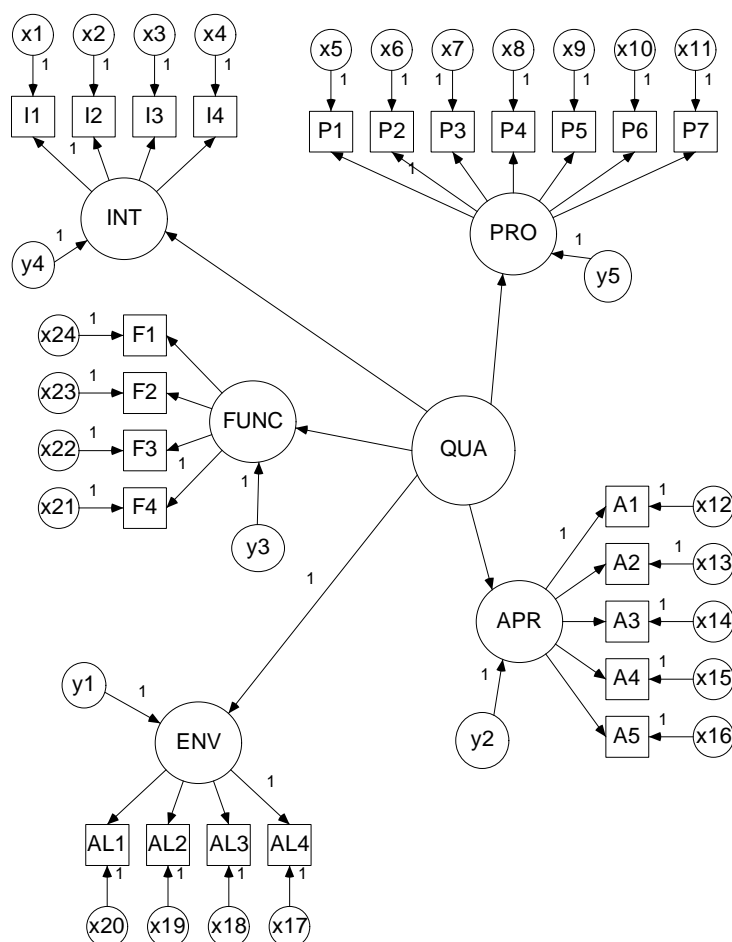 x1 x2 x3 x4 x5 x6 x7 x8 x9 x10 x11
1 1 1 1 1 1 1 1 1 1 1
I1 I2 I3 I4 P1 P2 P3 P4 P5 P6 P7
1 1
INT PRO
1 1
y4 y5
x24 1 F1
x23 1 F2
FUNC QUA
x22 1 F3
1 1
x21 1 F4
A1 1 x12
1
y3
A2 1 x13
1
APR A3 1 x14
y1 1 1
A4 1 x15
ENV y2 A5 1 x16
1
AL1 AL2 AL3 AL4
1 1 1 1
x20 x19 x18 x17